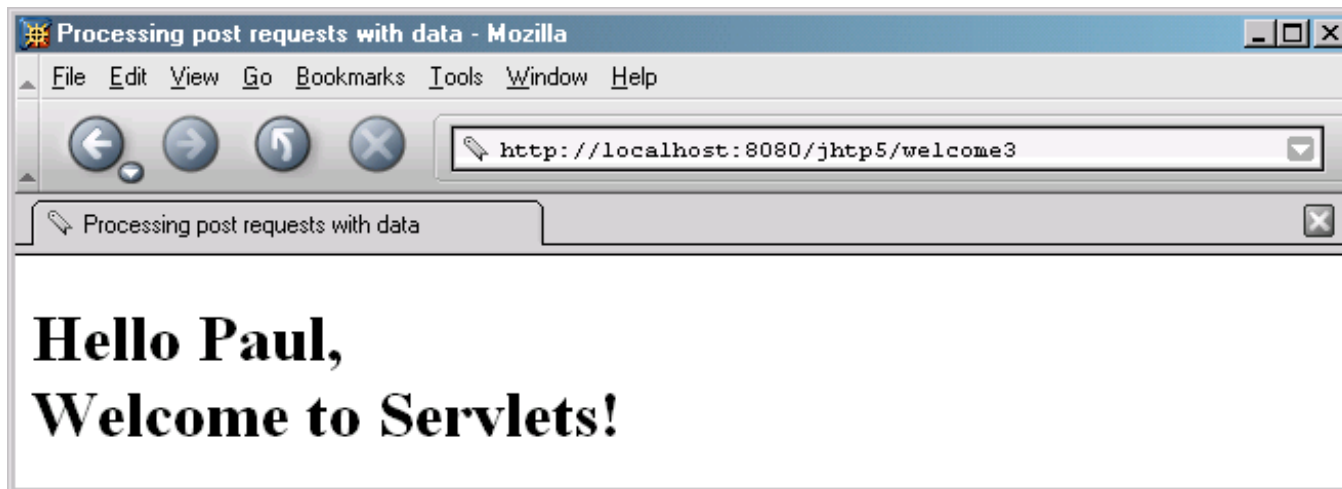 Processing post requests with data - Mozilla
File Edit View Go Bookmarks Tools Window Help
http://localhost:8080/jhtp5/welcome3
Processing post requests with data
Hello Paul,
Welcome to Servlets!